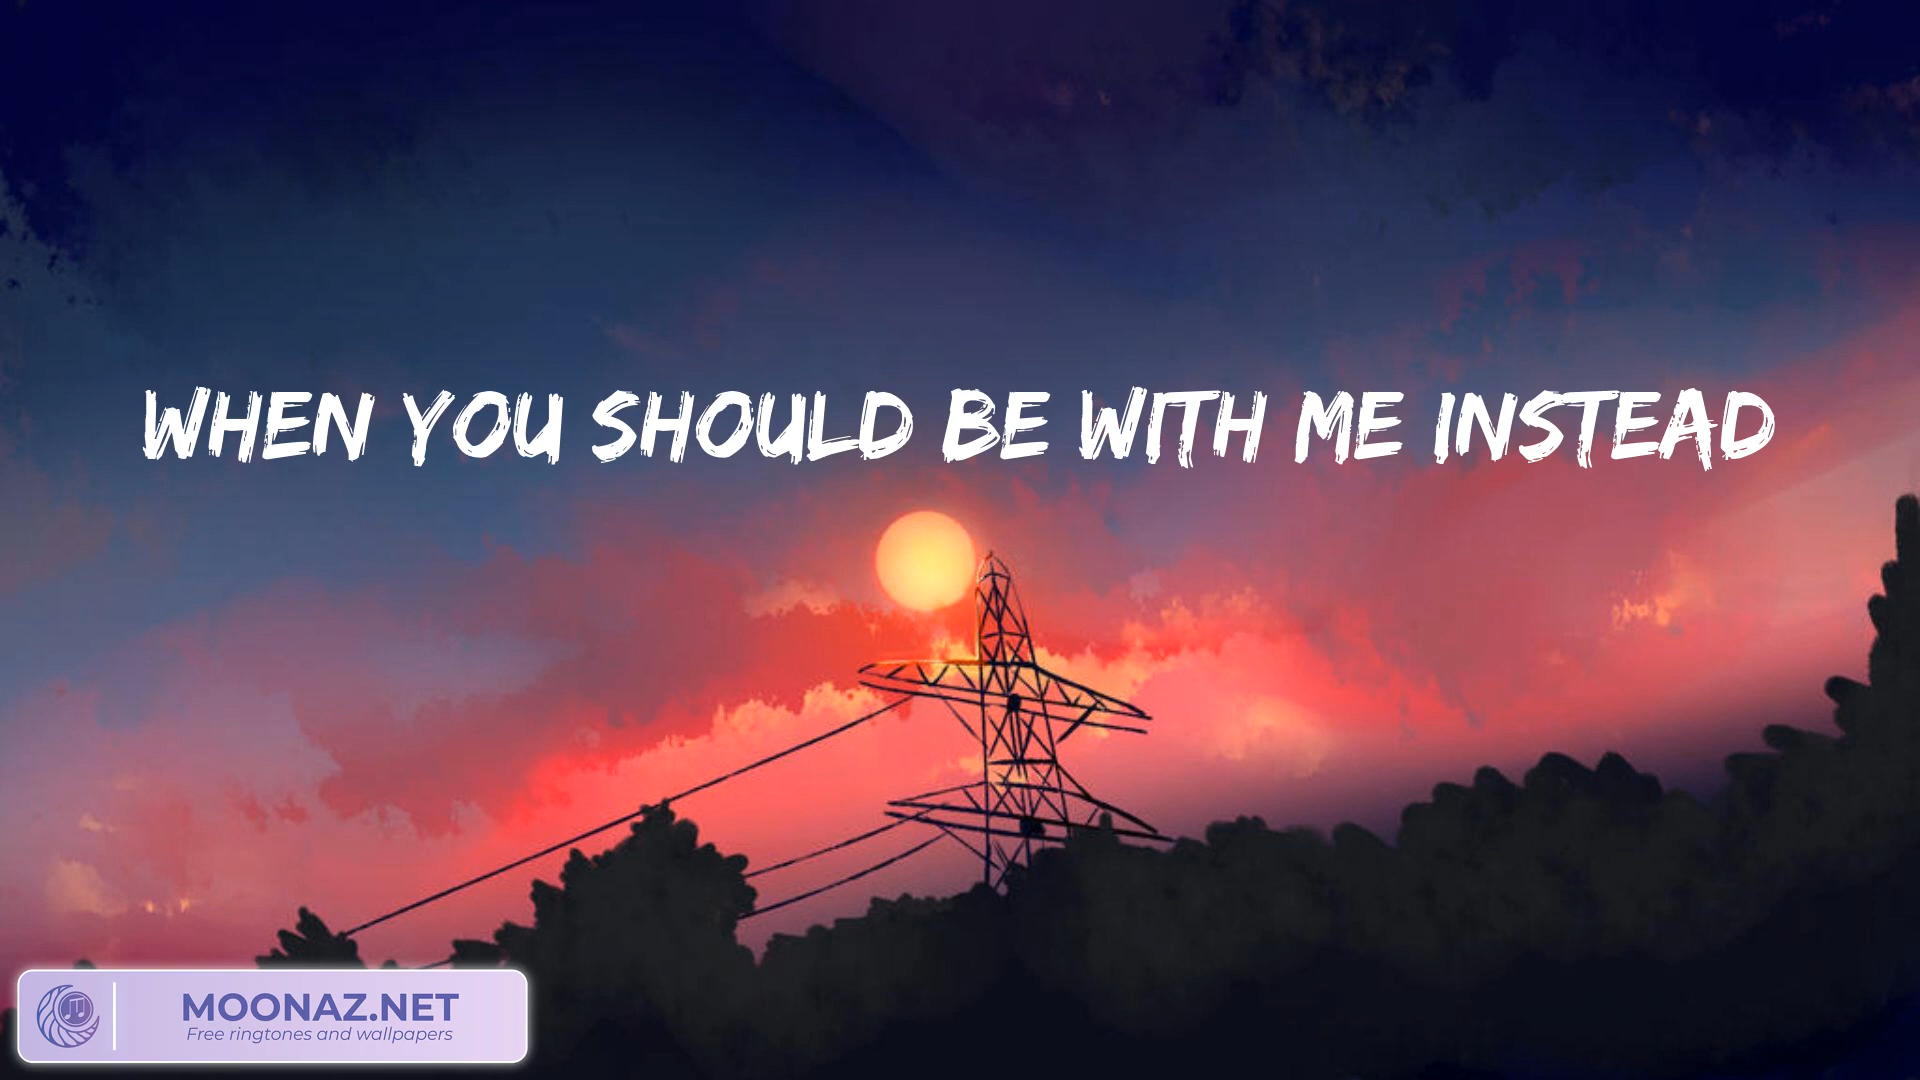 WHEN YOU SHOULD BE WITH ME INSTEAD
MOONAZ.NET
Free ringtones and wallpapers